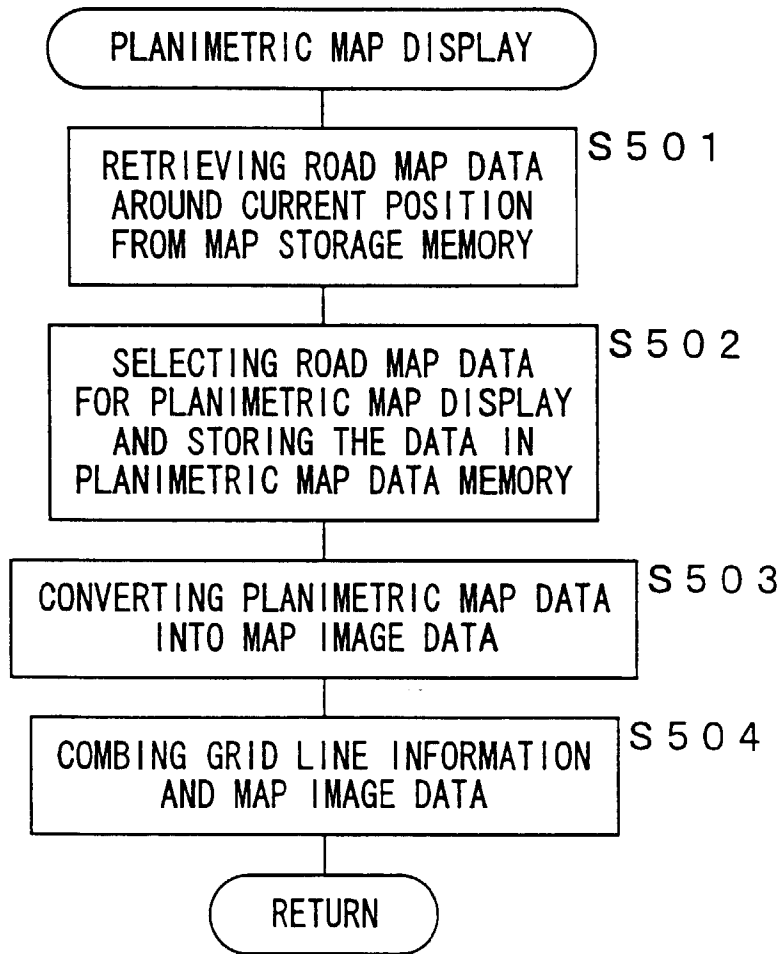 PLANIMETRIC MAP DISPLAY
S501
RETRIEVING ROAD MAP DATA
AROUND CURRENT POSITION
FROM MAP STORAGE MEMORY
S502
SELECTING ROAD MAP DATA
FOR PLANIMETRIC MAP DISPLAY
AND STORING THE DATA IN
PLANIMETRIC MAP DATA MEMORY
S503
CONVERTING PLANIMETRIC MAP DATA
INTO MAP IMAGE DATA
S504
COMBING GRID LINE INFORMATION
AND MAP IMAGE DATA
RETURN